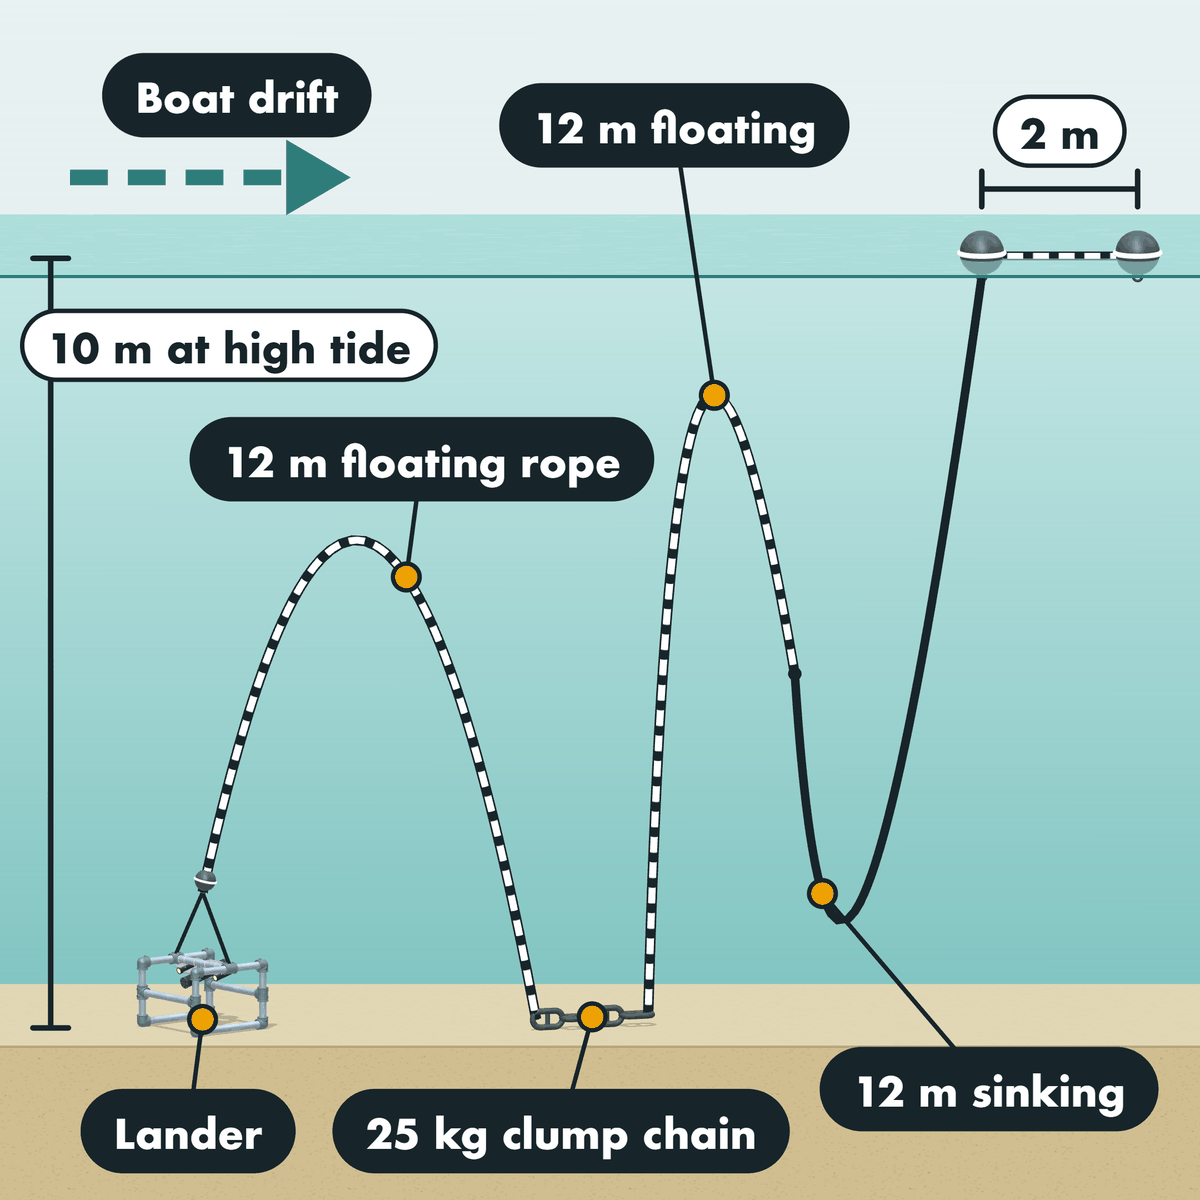 Boat drift
12 m floating
2 m
10 m at high tide
12 m floating rope
12 m sinking
Lander
25 kg clump chain